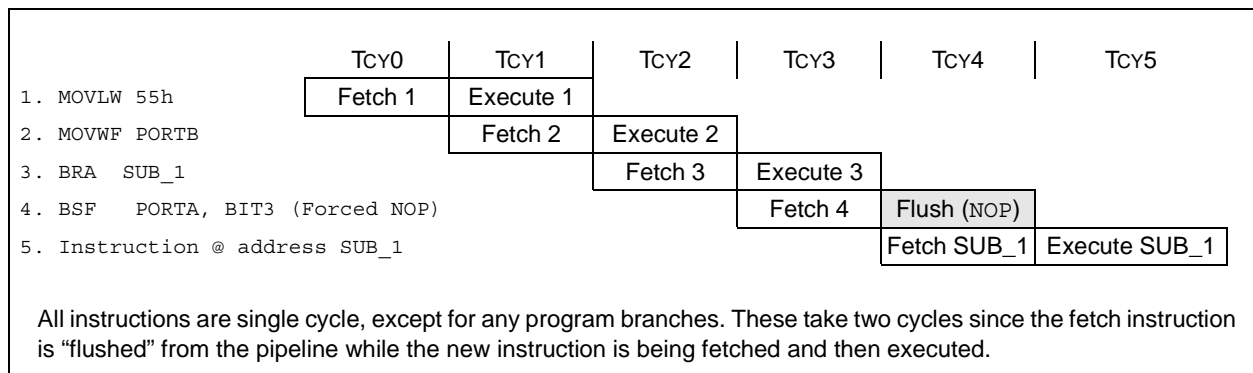 TCY0 TCY1 TCY2 TCY3 TCY4 TCY5
1. MOVLW 55h Fetch 1 Execute 1
2. MOVWF PORTB Fetch 2 Execute 2
3. BRA SUB_1 Fetch 3 Execute 3
4. BSF PORTA, BIT3 (Forced NOP) Fetch 4 Flush (NOP)
5. Instruction @ address SUB_1 Fetch SUB_1 Execute SUB_1
All instructions are single cycle, except for any program branches. These take two cycles since the fetch instruction
is “flushed” from the pipeline while the new instruction is being fetched and then executed.